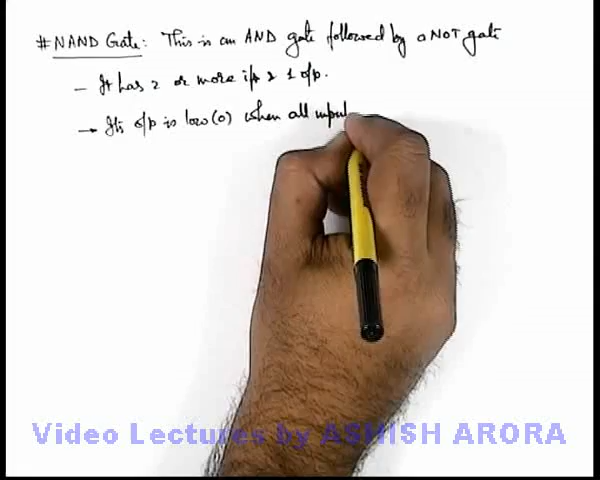 # NAND Gate : This is an AND gate followed by a NOT gate
- It has 2 or more i/p & 1 o/p.
→ Its o/p is low (0) when all input
Video Lectures by ASHISH ARORA